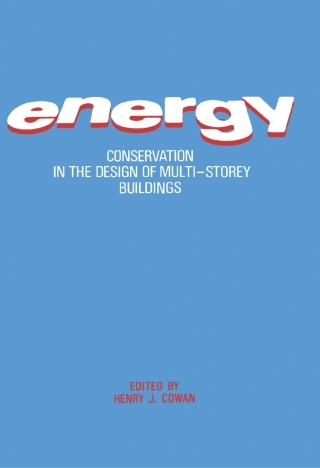 energy
CONSERVATION
IN THE DESIGN OF MULTI-STOREY
BUILDINGS
EDITED BY
HENRY J. COWAN